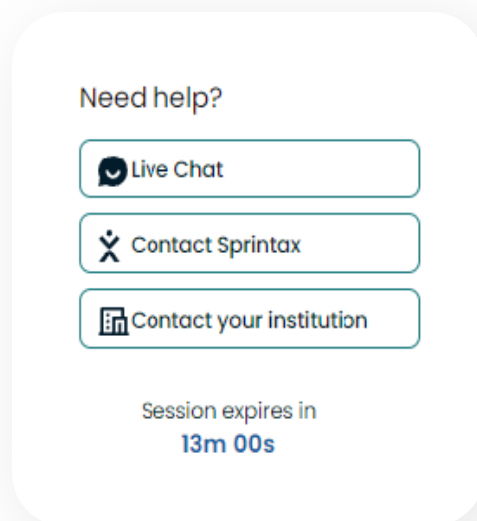 Need help?
Live Chat
Contact Sprintax
Contact your institution
Session expires in
13m 00s